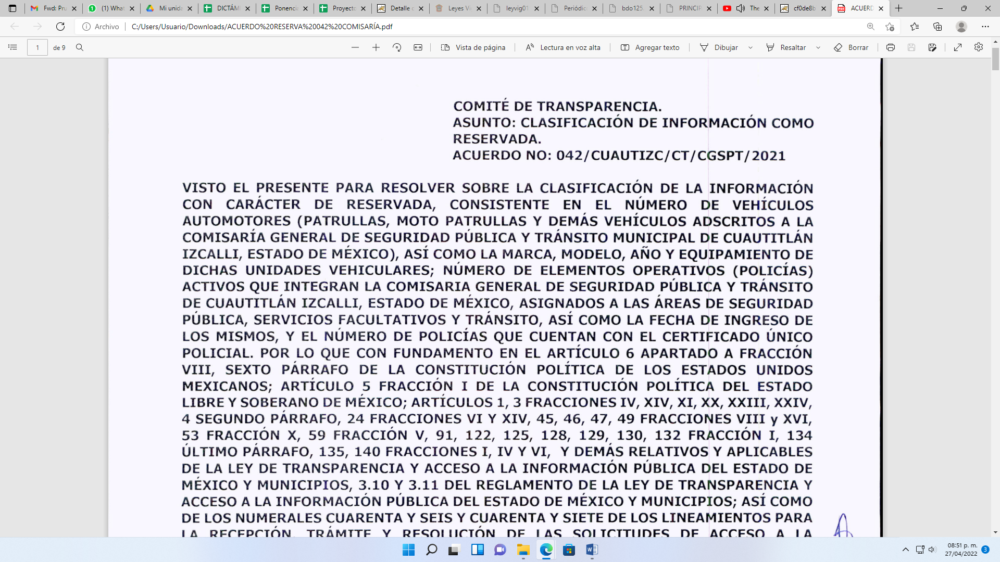 Fwd: Pru
(1) What
Mi unida
DICTÁM
Ponencia
Proyecto
Detalle d
Leyes Vi
leyvig01
Periódic
bdo125.
PRINCIP
The
cf0de8b
ACUERD
Archivo
C:/Users/Usuario/Downloads/ACUERDO%20RESERVA%20042%20COMISARÍA.pdf
1 de 9
Vista de página
Lectura en voz alta
Agregar texto
Dibujar
Resaltar
Borrar
COMITÉ DE TRANSPARENCIA.
ASUNTO: CLASIFICACIÓN DE INFORMACIÓN COMO
RESERVADA.
ACUERDO NO: 042/CUAUTIZC/CT/CGSPT/2021
VISTO EL PRESENTE PARA RESOLVER SOBRE LA CLASIFICACIÓN DE LA INFORMACIÓN
CON CARÁCTER DE RESERVADA, CONSISTENTE EN EL NÚMERO DE VEHÍCULOS
AUTOMOTORES (PATRULLAS, MOTO PATRULLAS Y DEMÁS VEHÍCULOS ADSCRITOS A LA
COMISARÍA GENERAL DE SEGURIDAD PÚBLICA Y TRÁNSITO MUNICIPAL DE CUAUTITLÁN
IZCALLI, ESTADO DE MÉXICO), ASÍ COMO LA MARCA, MODELO, AÑO Y EQUIPAMIENTO DE
DICHAS UNIDADES VEHICULARES; NÚMERO DE ELEMENTOS OPERATIVOS (POLICÍAS)
ACTIVOS QUE INTEGRAN LA COMISARIA GENERAL DE SEGURIDAD PÚBLICA Y TRÁNSITO
DE CUAUTITLÁN IZCALLI, ESTADO DE MÉXICO, ASIGNADOS A LAS ÁREAS DE SEGURIDAD
PÚBLICA, SERVICIOS FACULTATIVOS Y TRÁNSITO, ASÍ COMO LA FECHA DE INGRESO DE
LOS MISMOS, Y EL NÚMERO DE POLICÍAS QUE CUENTAN CON EL CERTIFICADO ÚNICO
POLICIAL. POR LO QUE CON FUNDAMENTO EN EL ARTÍCULO 6 APARTADO A FRACCIÓN
VIII, SEXTO PÁRRAFO DE LA CONSTITUCIÓN POLÍTICA DE LOS ESTADOS UNIDOS
MEXICANOS; ARTÍCULO 5 FRACCIÓN I DE LA CONSTITUCIÓN POLÍTICA DEL ESTADO
LIBRE Y SOBERANO DE MÉXICO; ARTÍCULOS 1, 3 FRACCIONES IV, XIV, XI, XX, XXIII, XXIV,
4 SEGUNDO PÁRRAFO, 24 FRACCIONES VI Y XIV, 45, 46, 47, 49 FRACCIONES VIII y XVI,
53 FRACCIÓN X, 59 FRACCIÓN V, 91, 122, 125, 128, 129, 130, 132 FRACCIÓN I, 134
ÚLTIMO PÁRRAFO, 135, 140 FRACCIONES I, IV Y VI, Y DEMÁS RELATIVOS Y APLICABLES
DE LA LEY DE TRANSPARENCIA Y ACCESO A LA INFORMACIÓN PÚBLICA DEL ESTADO DE
MÉXICO Y MUNICIPIOS, 3.10 Y 3.11 DEL REGLAMENTO DE LA LEY DE TRANSPARENCIA Y
ACCESO A LA INFORMACIÓN PÚBLICA DEL ESTADO DE MÉXICO Y MUNICIPIOS; ASÍ COMO
DE LOS NUMERALES CUARENTA Y SEIS Y CUARENTA Y SIETE DE LOS LINEAMIENTOS PARA
LA RECEPCIÓN, TRÁMITE Y RESOLUCIÓN DE LAS SOLICITUDES DE ACCESO A LA
08:51 p. m.
27/04/2022
3